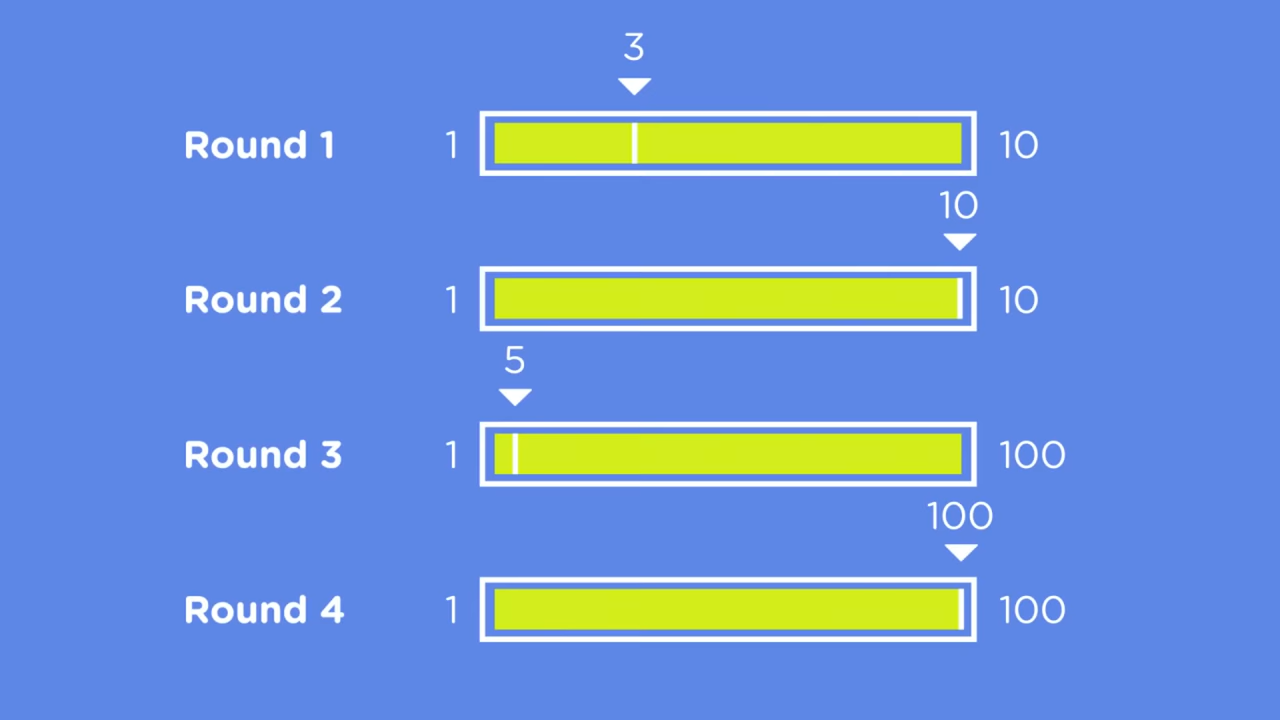 3
Round 1 1 10
10
Round 2 1 10
5
Round 3 1 100
100
Round 4 1 100